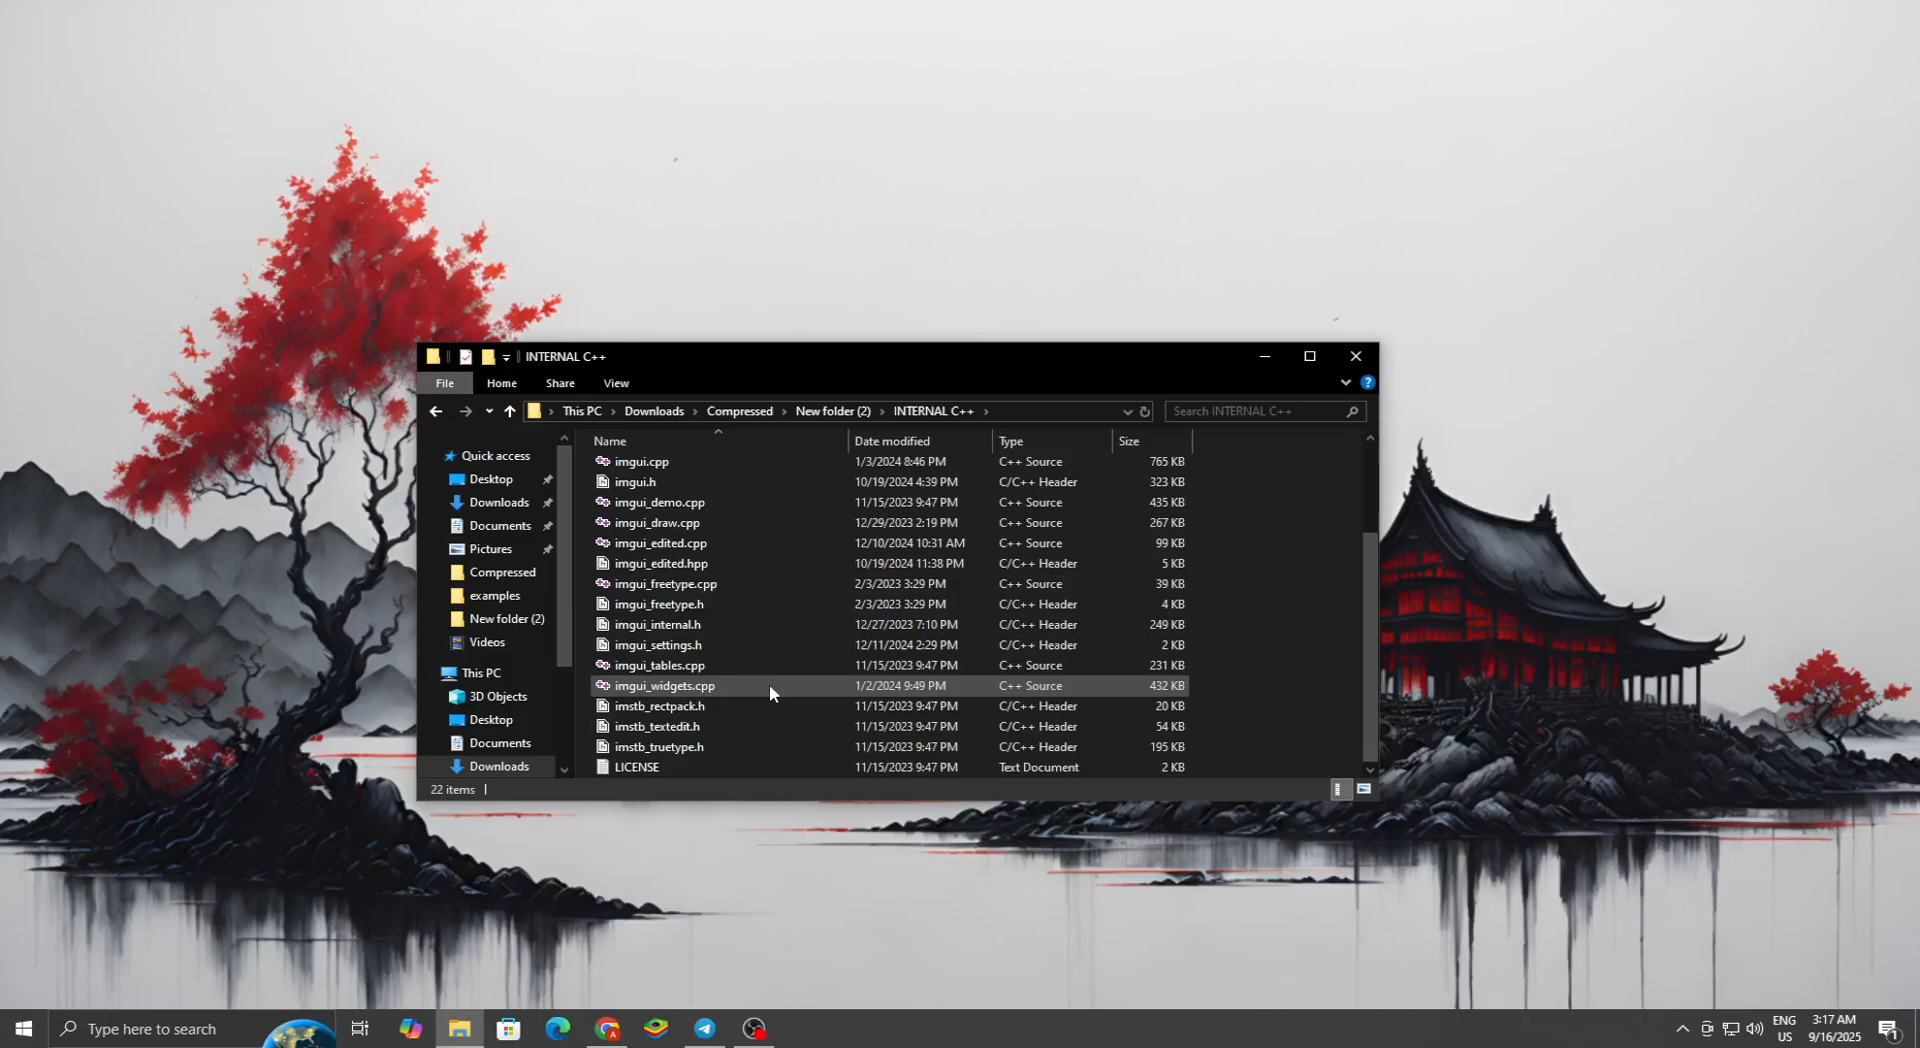 INTERNAL C++
File Home Share View
This PC Downloads Compressed New folder (2) INTERNAL C++ Search INTERNAL C++
Name Date modified Type Size
Quick access
Desktop
Downloads
Documents
Pictures
Compressed
examples
New folder (2)
Videos
This PC
3D Objects
Desktop
Documents
Downloads
imgui.cpp 1/3/2024 8:46 PM C++ Source 765 KB
imgui.h 10/19/2024 4:39 PM C/C++ Header 323 KB
imgui_demo.cpp 11/15/2023 9:47 PM C++ Source 435 KB
imgui_draw.cpp 12/29/2023 2:19 PM C++ Source 267 KB
imgui_edited.cpp 12/10/2024 10:31 AM C++ Source 99 KB
imgui_edited.hpp 10/19/2024 11:38 PM C/C++ Header 5 KB
imgui_freetype.cpp 2/3/2023 3:29 PM C++ Source 39 KB
imgui_freetype.h 2/3/2023 3:29 PM C/C++ Header 4 KB
imgui_internal.h 12/27/2023 7:10 PM C/C++ Header 249 KB
imgui_settings.h 12/11/2024 2:29 PM C/C++ Header 2 KB
imgui_tables.cpp 11/15/2023 9:47 PM C++ Source 231 KB
imgui_widgets.cpp 1/2/2024 9:49 PM C++ Source 432 KB
imstb_rectpack.h 11/15/2023 9:47 PM C/C++ Header 20 KB
imstb_textedit.h 11/15/2023 9:47 PM C/C++ Header 54 KB
imstb_truetype.h 11/15/2023 9:47 PM C/C++ Header 195 KB
LICENSE 11/15/2023 9:47 PM Text Document 2 KB
22 items
Type here to search
ENG
US
3:17 AM
9/16/2025
1